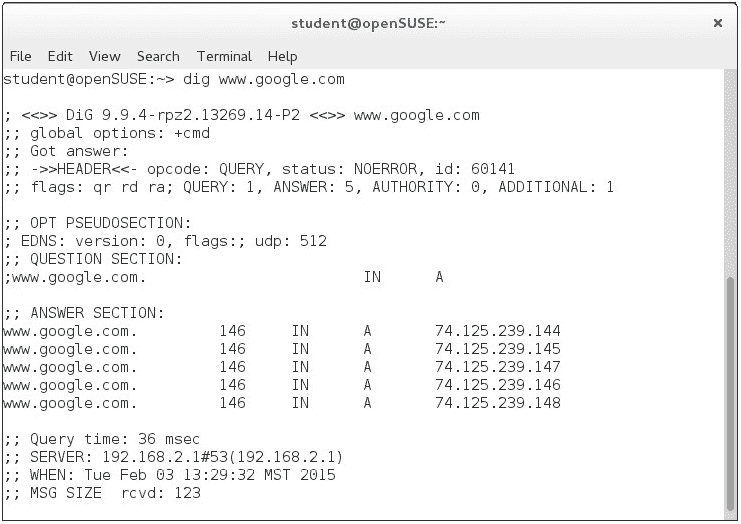 student@openSUSE:~ ×
File Edit View Search Terminal Help
student@openSUSE:~> dig www.google.com
; <<>> DiG 9.9.4-rpz2.13269.14-P2 <<>> www.google.com
;; global options: +cmd
;; Got answer:
;; ->>HEADER<<- opcode: QUERY, status: NOERROR, id: 60141
;; flags: qr rd ra; QUERY: 1, ANSWER: 5, AUTHORITY: 0, ADDITIONAL: 1
;; OPT PSEUDOSECTION:
; EDNS: version: 0, flags:; udp: 512
;; QUESTION SECTION:
;www.google.com. IN A
;; ANSWER SECTION:
www.google.com. 146 IN A 74.125.239.144
www.google.com. 146 IN A 74.125.239.145
www.google.com. 146 IN A 74.125.239.147
www.google.com. 146 IN A 74.125.239.146
www.google.com. 146 IN A 74.125.239.148
;; Query time: 36 msec
;; SERVER: 192.168.2.1#53(192.168.2.1)
;; WHEN: Tue Feb 03 13:29:32 MST 2015
;; MSG SIZE rcvd: 123